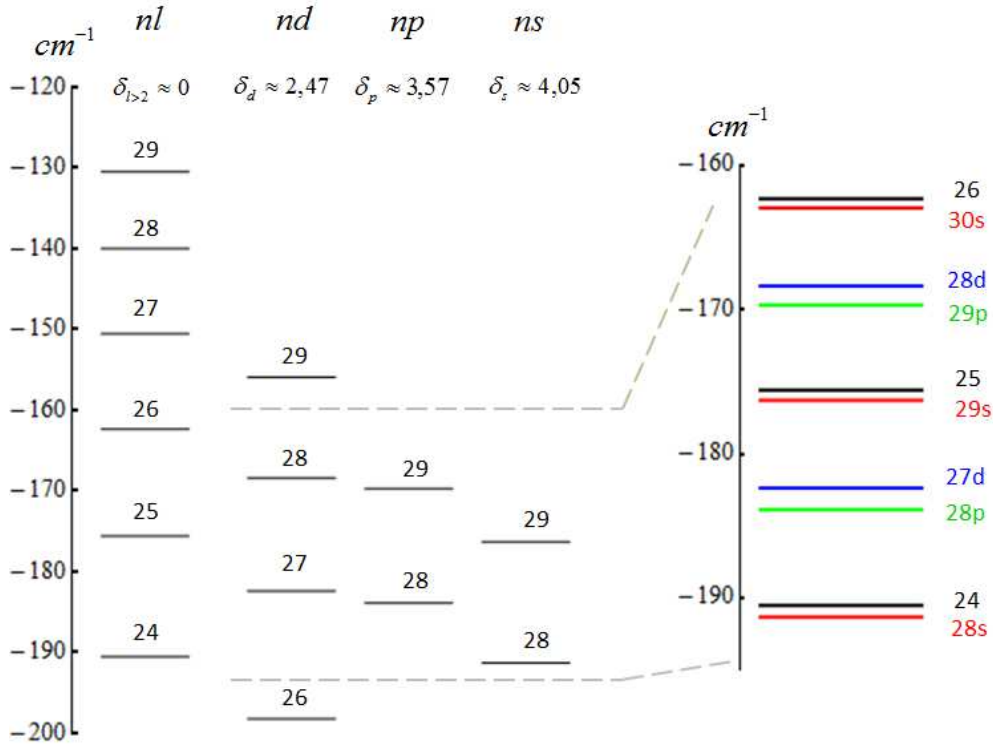 nl nd np ns
cm⁻¹
δₗ>₂ ≈ 0 δd ≈ 2,47 δp ≈ 3,57 δs ≈ 4,05
−120
−130
−140
−150
−160
−170
−180
−190
−200
29
28
27
26
25
24
29
28
27
26
29
28
29
28
cm⁻¹
−160
−170
−180
−190
26
30s
28d
29p
25
29s
27d
28p
24
28s